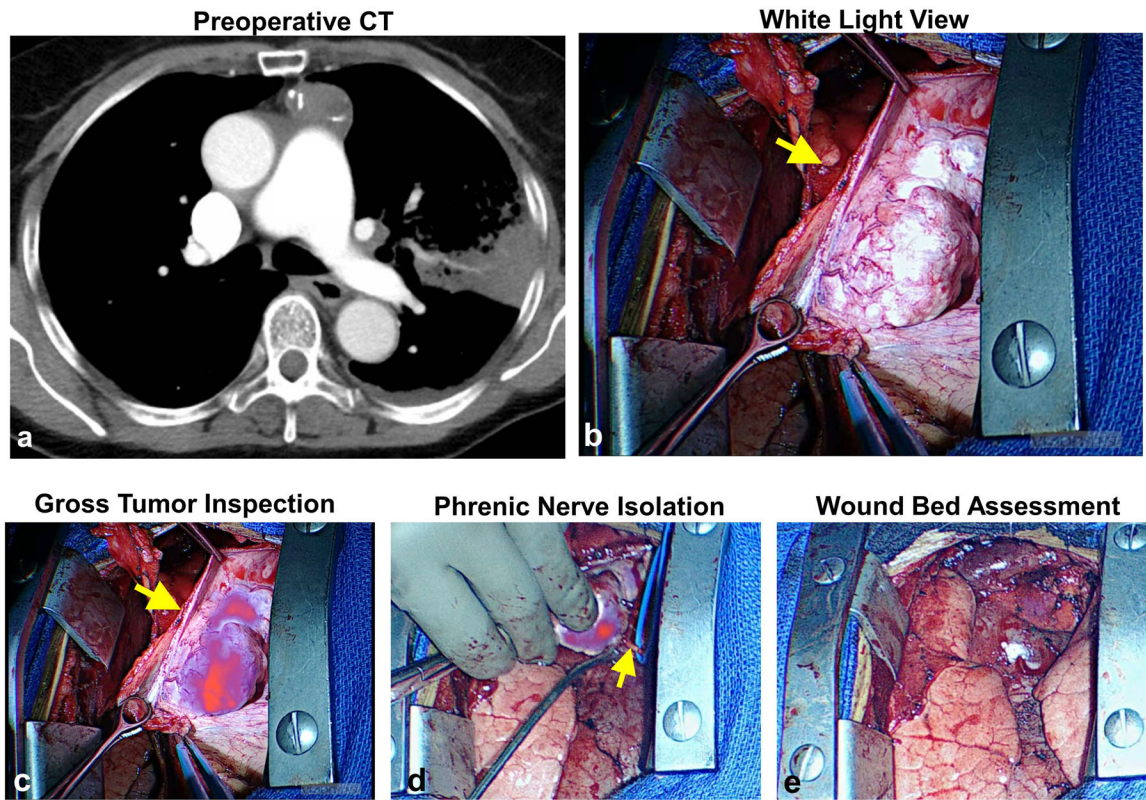 Preoperative CT
White Light View
a
b
Gross Tumor Inspection
Phrenic Nerve Isolation
Wound Bed Assessment
c
d
e